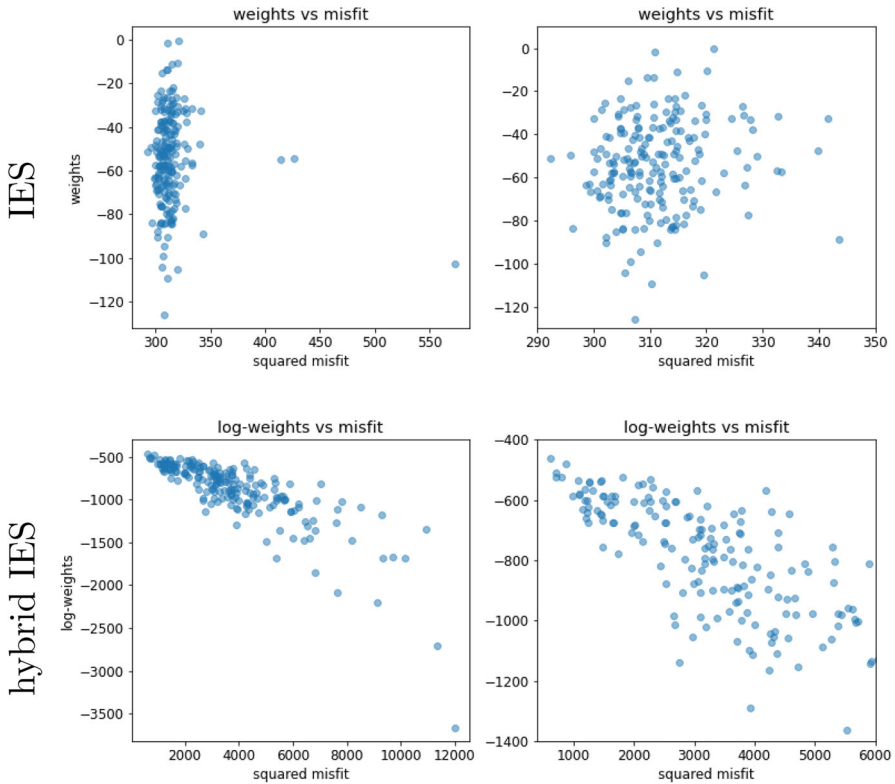 weights vs misfit
0
−20
−40
−60
−80
−100
−120
weights
300 350 400 450 500 550
squared misfit
weights vs misfit
0
−20
−40
−60
−80
−100
−120
290 300 310 320 330 340 350
squared misfit
IES
log-weights vs misfit
−500
−1000
−1500
−2000
−2500
−3000
−3500
log-weights
2000 4000 6000 8000 10000 12000
squared misfit
log-weights vs misfit
−400
−600
−800
−1000
−1200
−1400
1000 2000 3000 4000 5000 6000
squared misfit
hybrid IES